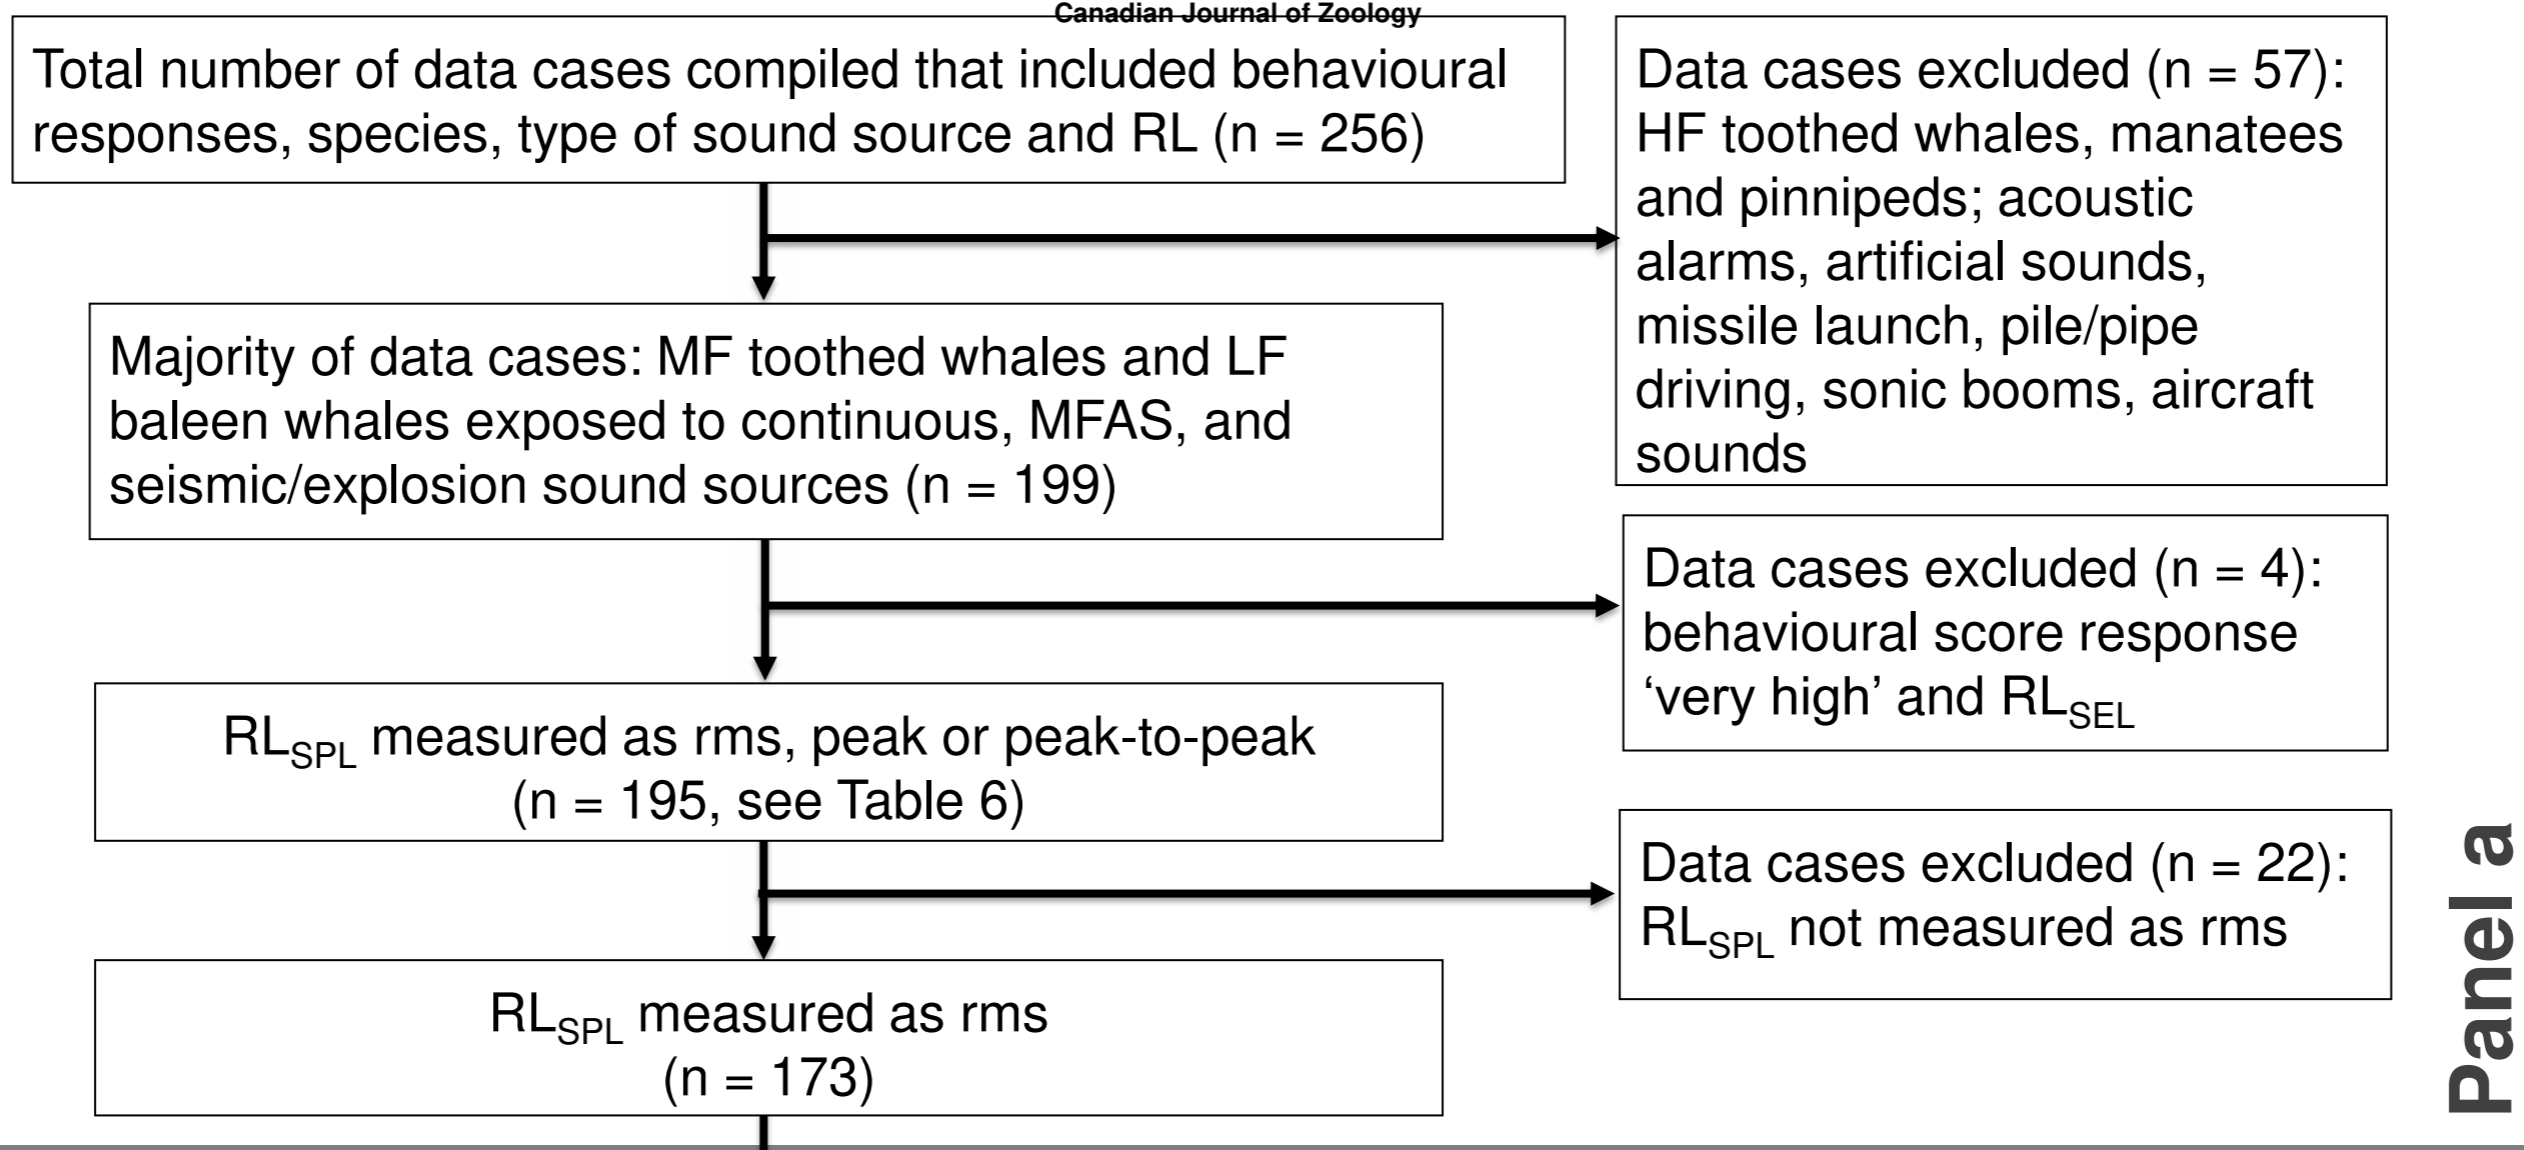 Canadian Journal of Zoology
Total number of data cases compiled that included behavioural
responses, species, type of sound source and RL (n = 256)
Data cases excluded (n = 57):
HF toothed whales, manatees
and pinnipeds; acoustic
alarms, artificial sounds,
missile launch, pile/pipe
driving, sonic booms, aircraft
sounds
Majority of data cases: MF toothed whales and LF
baleen whales exposed to continuous, MFAS, and
seismic/explosion sound sources (n = 199)
Data cases excluded (n = 4):
behavioural score response
‘very high’ and RLSEL
RLSPL measured as rms, peak or peak-to-peak
(n = 195, see Table 6)
Data cases excluded (n = 22):
RLSPL not measured as rms
RLSPL measured as rms
(n = 173)
Panel a